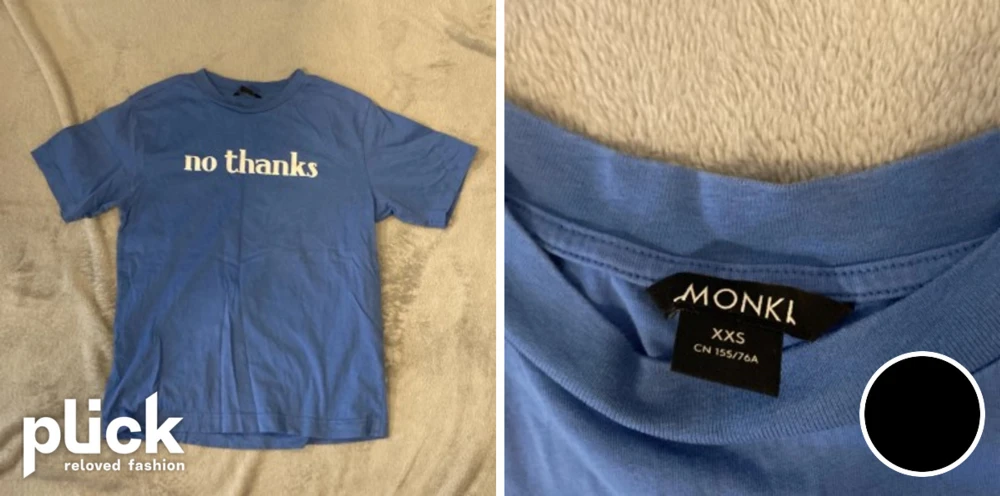 no thanks
plick
reloved fashion
MONKI
XXS
CN 155/76A